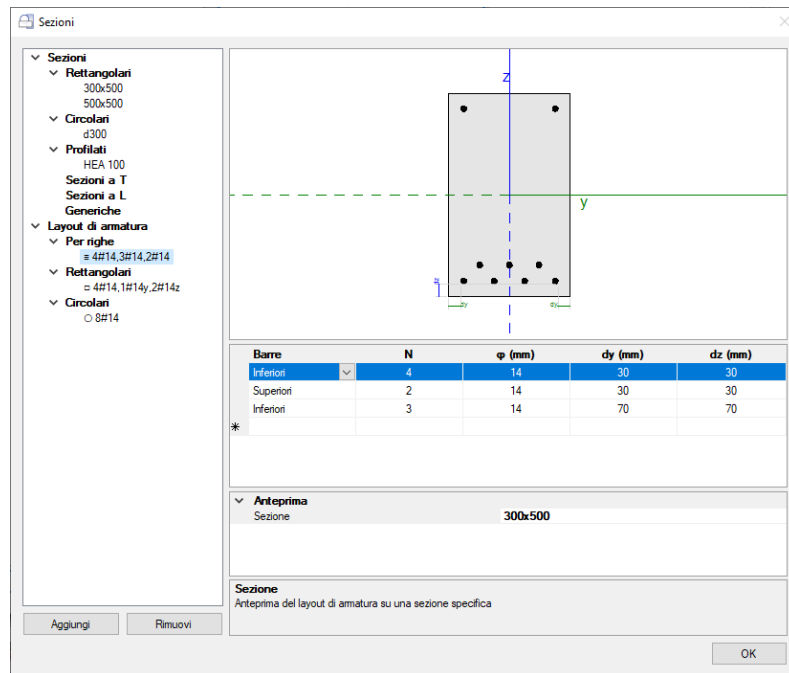 Sezioni
Sezioni
Rettangolari
300x500
500x500
Circolari
d300
Profilati
HEA 100
Sezioni a T
Sezioni a L
Generiche
Layout di armatura
Per righe
4#14,3#14,2#14
Rettangolari
4#14,1#14y,2#14z
Circolari
8#14
Aggiungi Rimuovi
z
y
dz
dy dy
Barre N φ (mm) dy (mm) dz (mm)
Inferiori 4 14 30 30
Superiori 2 14 30 30
Inferiori 3 14 70 70
Anteprima
Sezione 300x500
Sezione
Anteprima del layout di armatura su una sezione specifica
OK